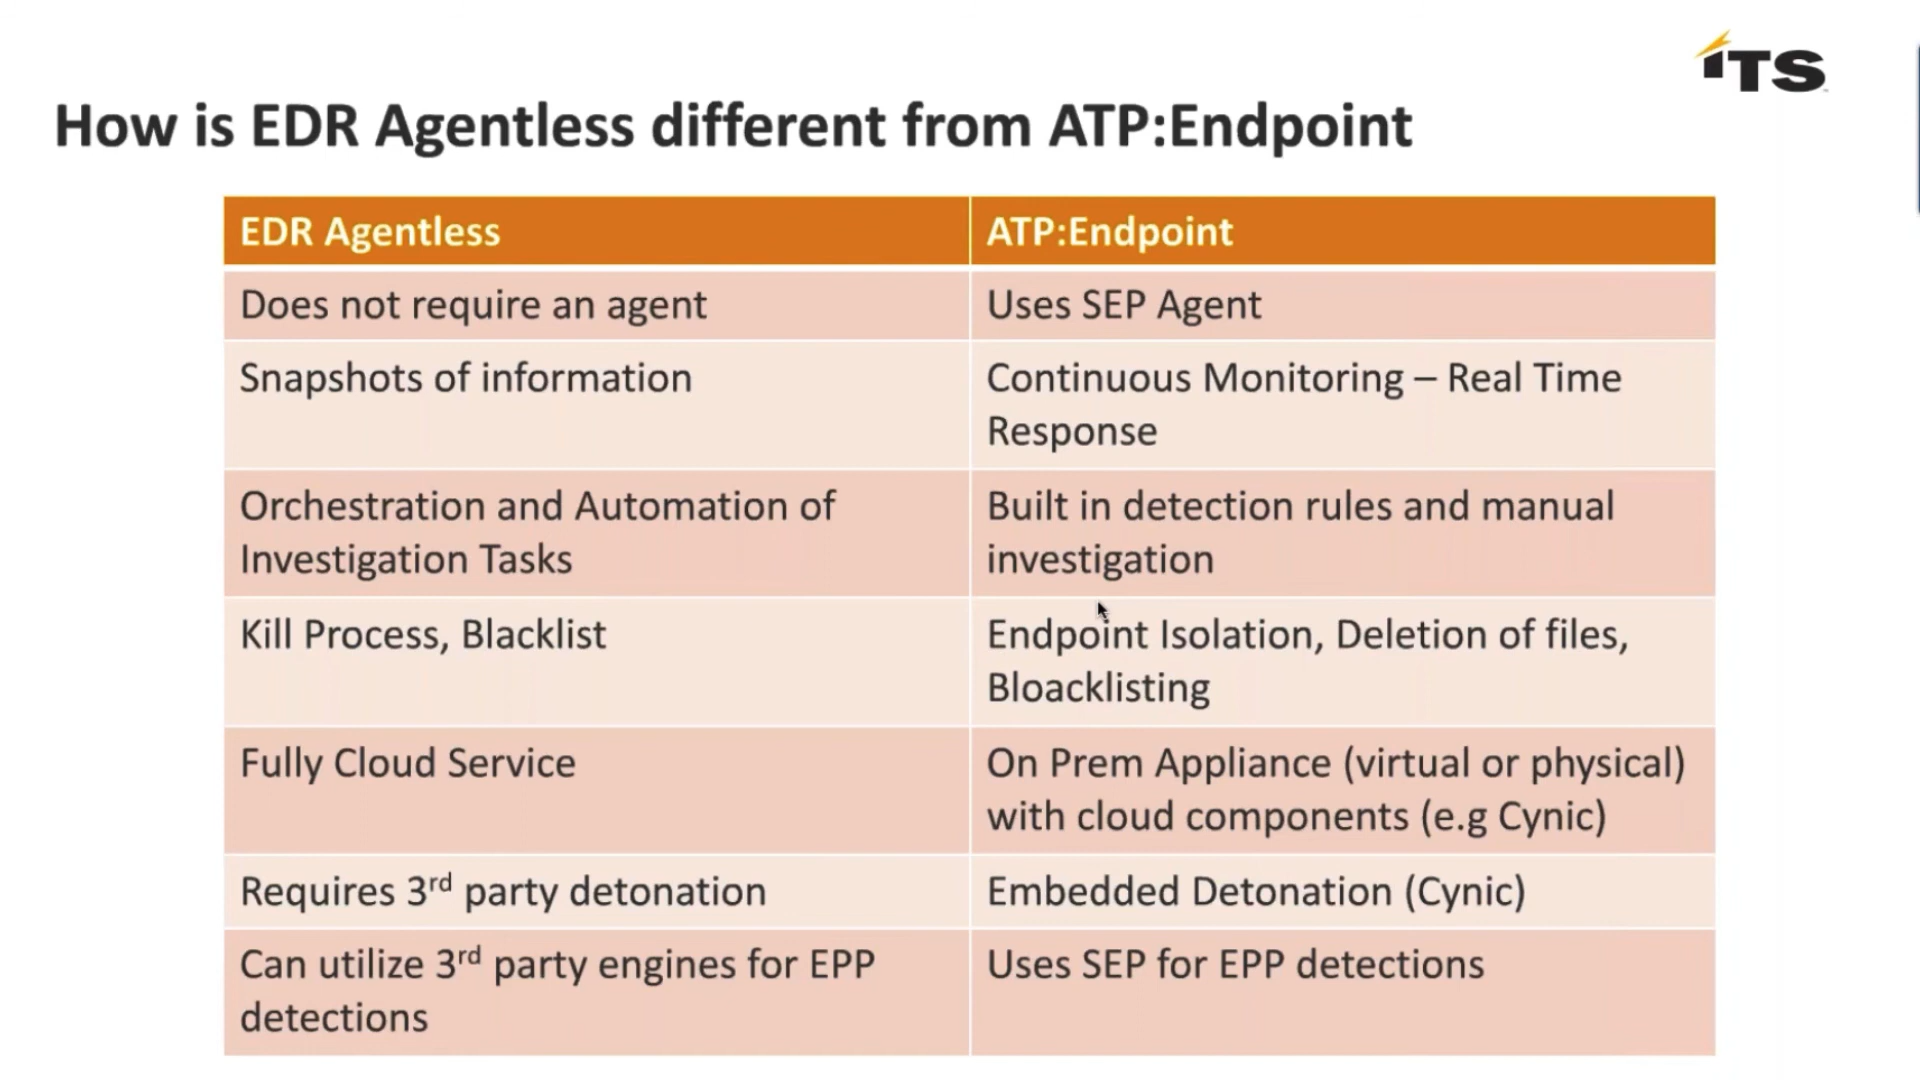 iTS
How is EDR Agentless different from ATP:Endpoint
EDR Agentless
ATP:Endpoint
Does not require an agent
Uses SEP Agent
Snapshots of information
Continuous Monitoring – Real Time
Response
Orchestration and Automation of
Investigation Tasks
Built in detection rules and manual
investigation
Kill Process, Blacklist
Endpoint Isolation, Deletion of files,
Bloacklisting
Fully Cloud Service
On Prem Appliance (virtual or physical)
with cloud components (e.g Cynic)
Requires 3rd party detonation
Embedded Detonation (Cynic)
Can utilize 3rd party engines for EPP
detections
Uses SEP for EPP detections